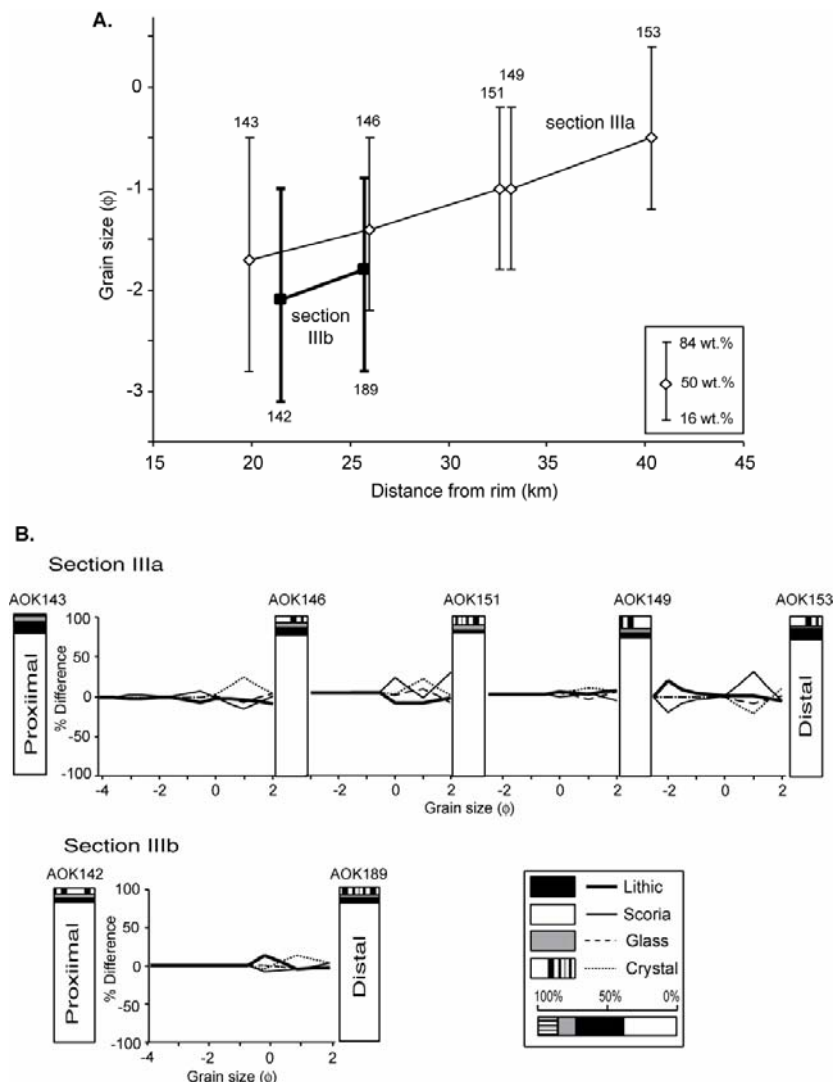 A.
153
149
151
0
section IIIa
143
146
-1
Grain size (ϕ)
-2
section
IIIb
84 wt.%
50 wt.%
16 wt.%
-3
189
142
15 20 25 30 35 40 45
Distance from rim (km)
B.
Section IIIa
AOK143 AOK146 AOK151 AOK149 AOK153
100
50
0
-50
-100
% Difference
Proxiimal
Distal
-4 -2 0 2 -2 0 2 -2 0 2 -2 0 2
Grain size (ϕ) Grain size (ϕ)
Section IIIb
AOK142 AOK189
100
50
0
-50
-100
% Difference
Proxiimal
Distal
-4 -2 0 2
Grain size (ϕ)
Lithic
Scoria
Glass
Crystal
100% 50% 0%